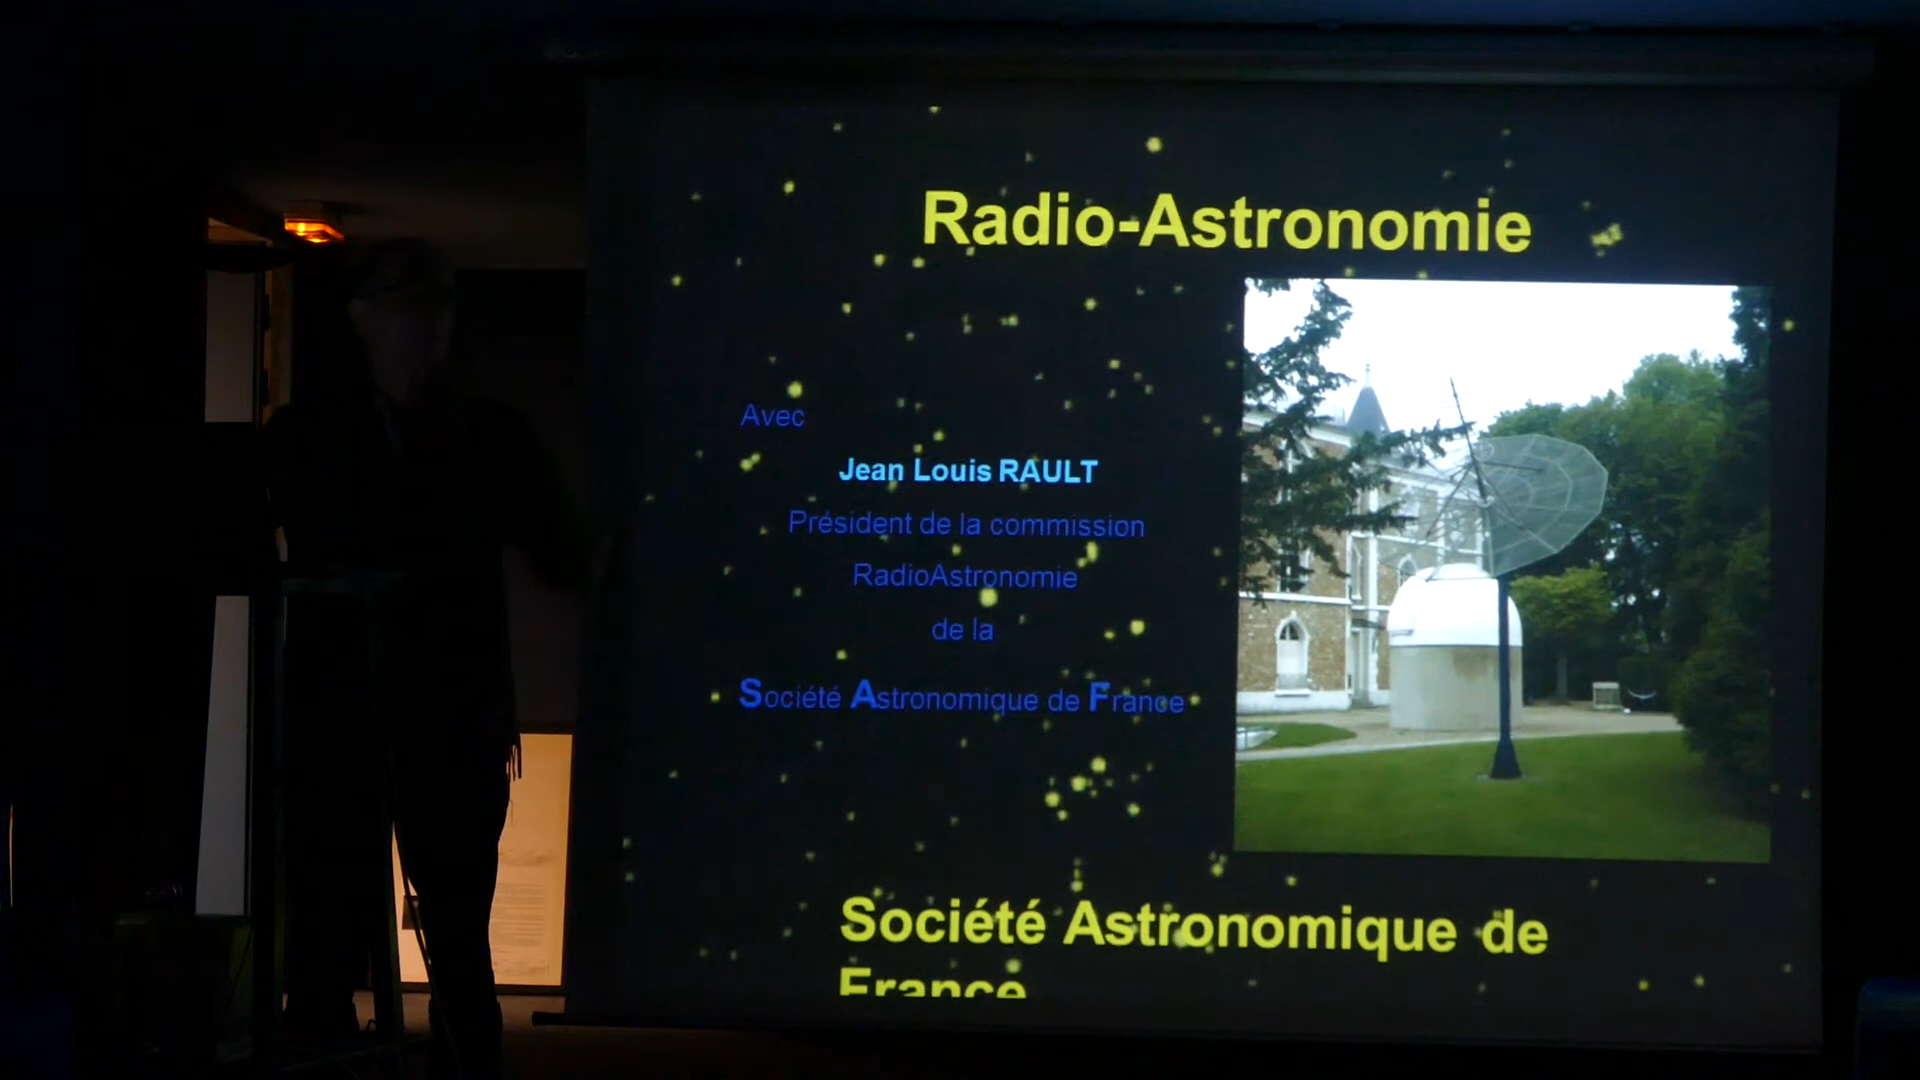 Radio-Astronomie
Avec
Jean Louis RAULT
Président de la commission
RadioAstronomie
de la
Société Astronomique de France
Société Astronomique de
France